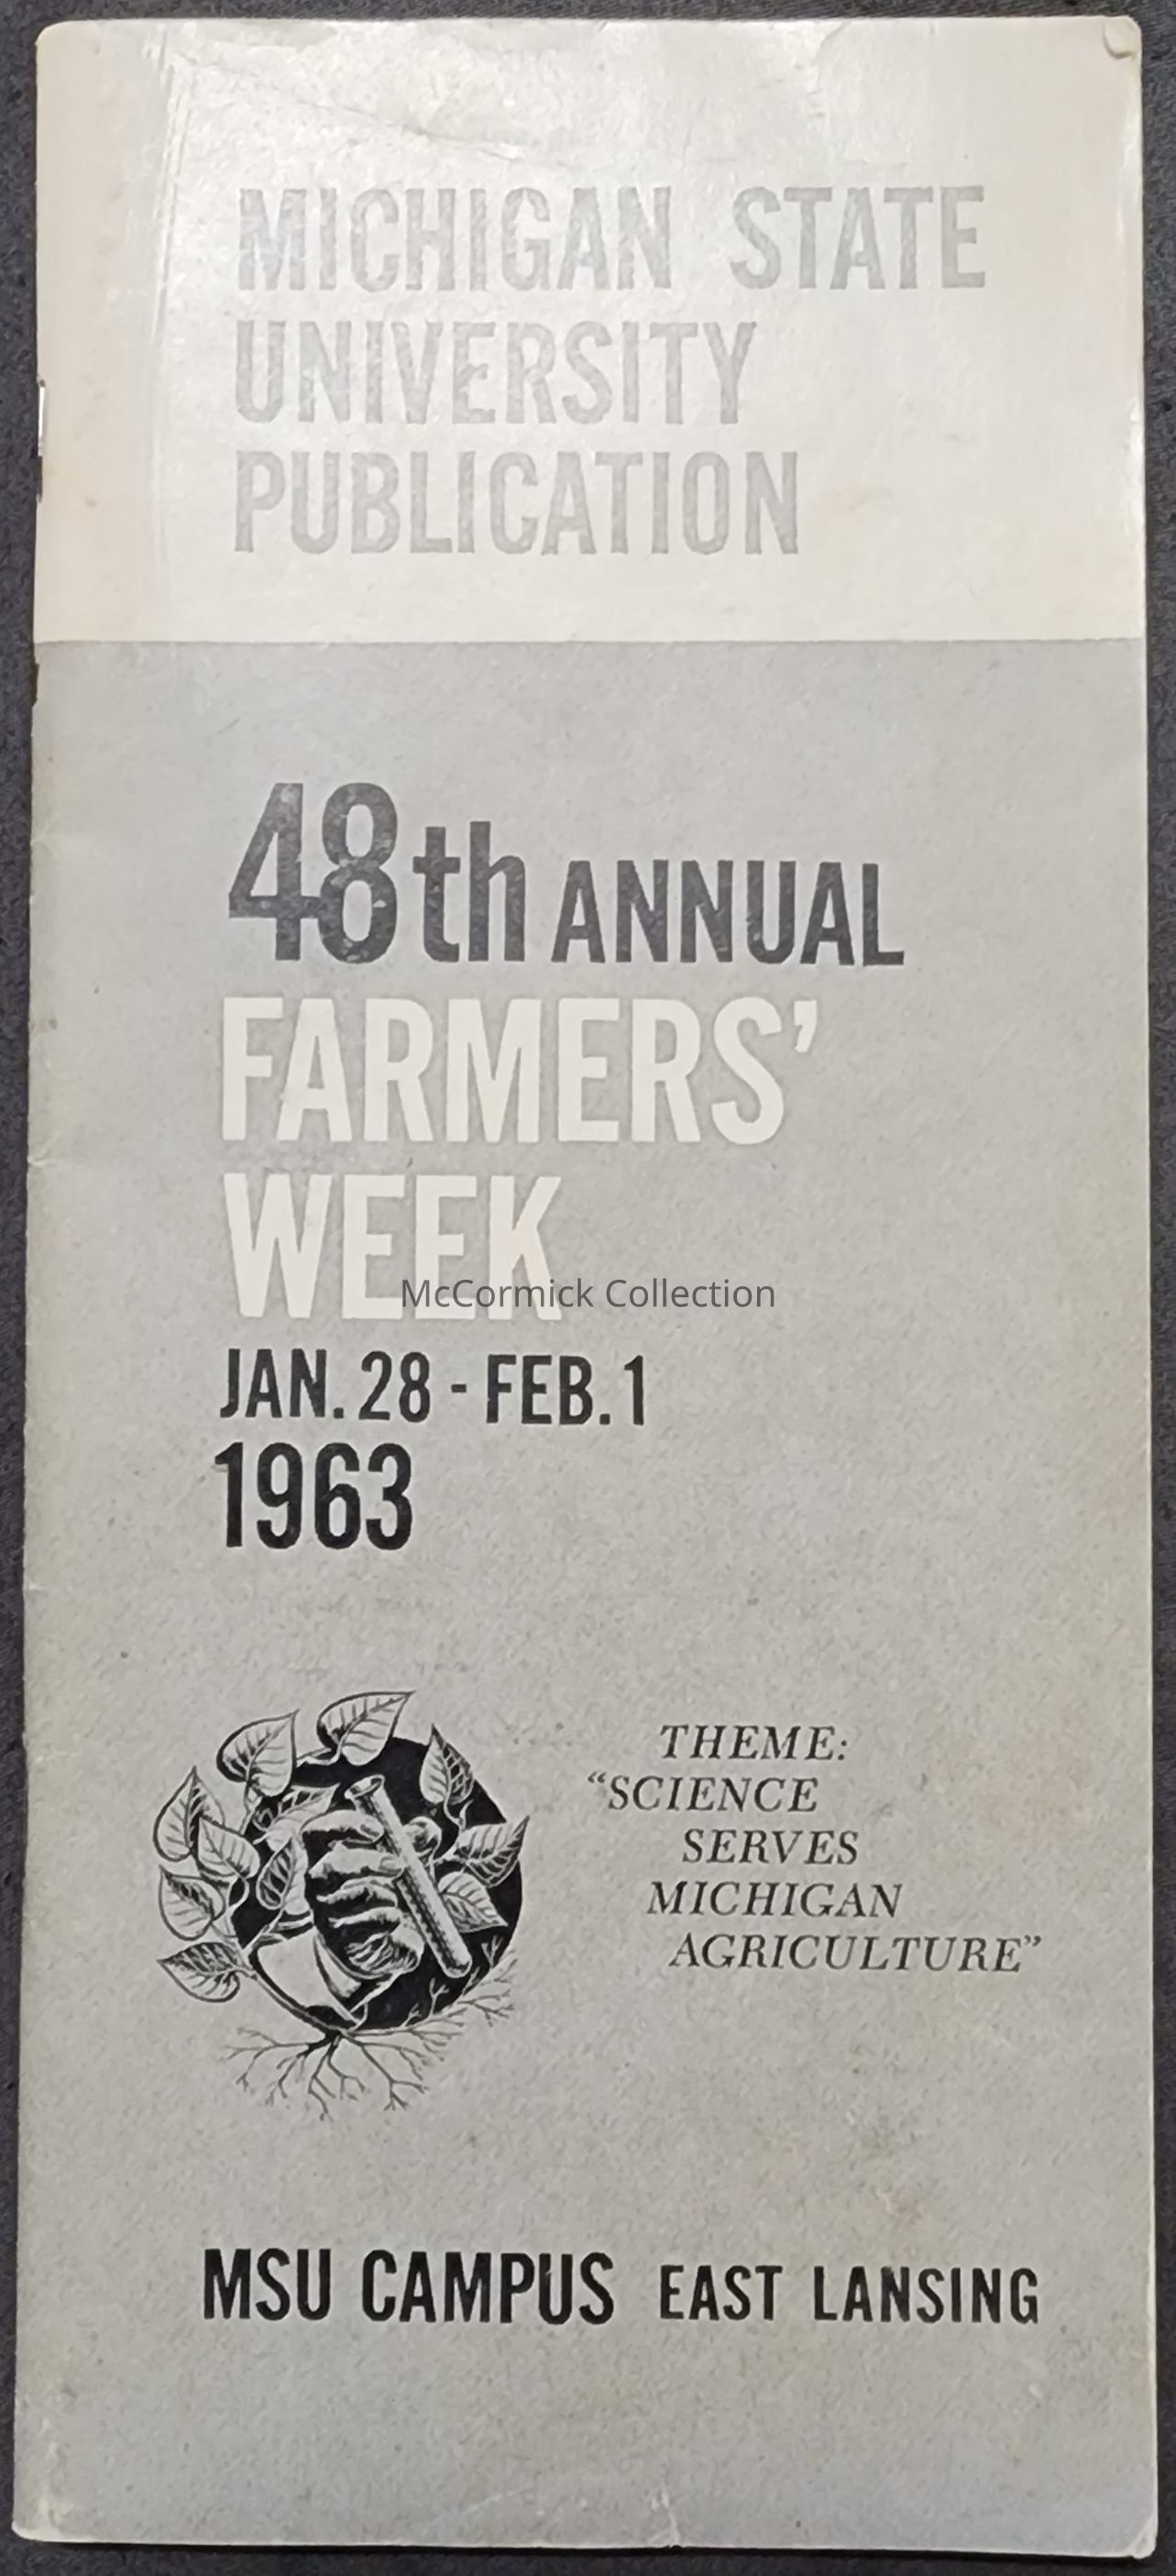 MICHIGAN STATE
UNIVERSITY
PUBLICATION
48th ANNUAL
FARMERS'
WEEK
McCormick Collection
JAN. 28 - FEB. 1
1963
THEME:
“SCIENCE
SERVES
MICHIGAN
AGRICULTURE”
MSU CAMPUS EAST LANSING